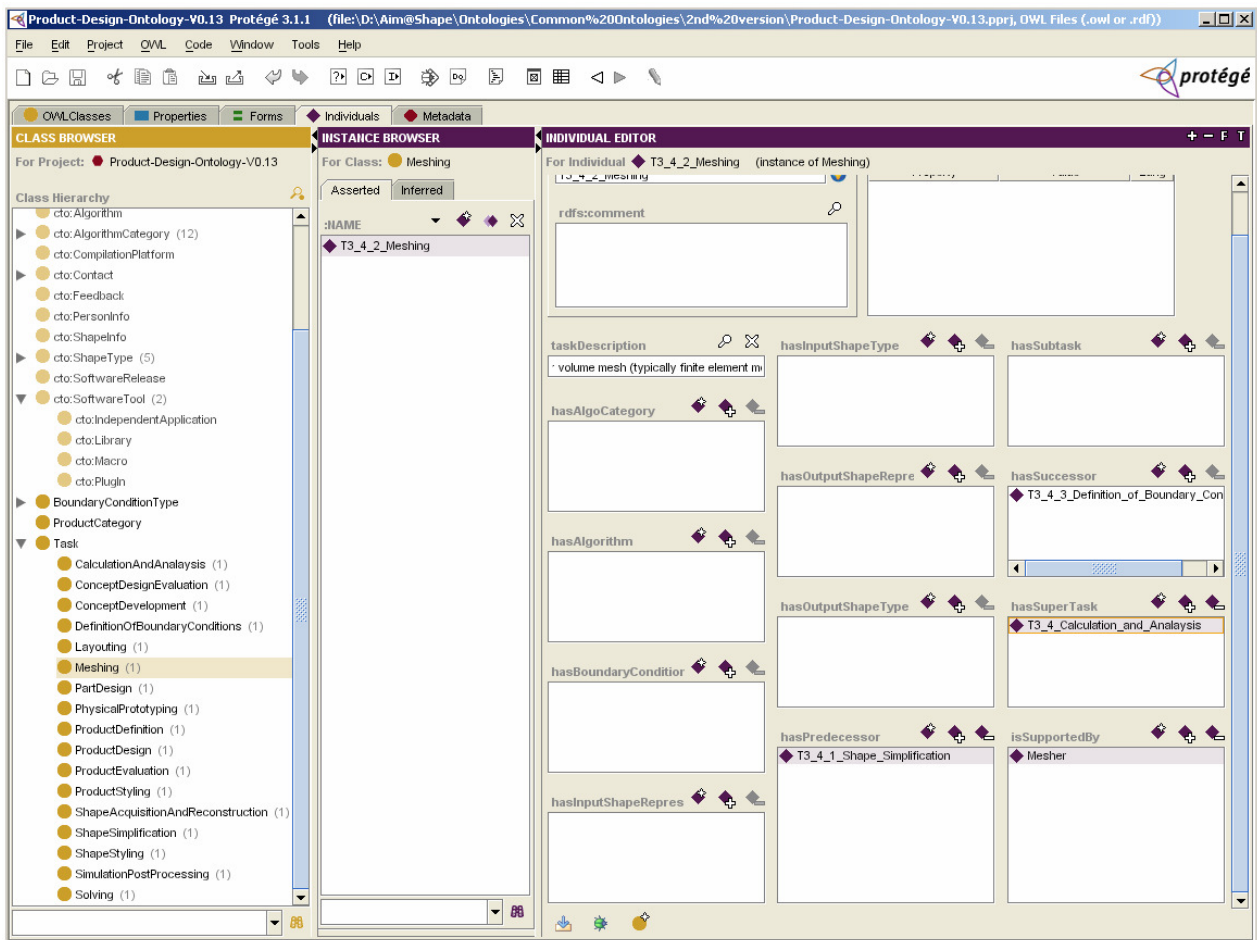 Product-Design-Ontology-V0.13 Protégé 3.1.1 (file:\D:\Aim@Shape\Ontologies\Common%20Ontologies\2nd%20version\Product-Design-Ontology-V0.13.pprj, OWL Files (.owl or .rdf))
File Edit Project OWL Code Window Tools Help
protégé
OWLClasses Properties Forms Individuals Metadata
CLASS BROWSER
For Project: Product-Design-Ontology-V0.13
Class Hierarchy
cto:Algorithm
cto:AlgorithmCategory (12)
cto:CompilationPlatform
cto:Contact
cto:Feedback
cto:PersonInfo
cto:ShapeInfo
cto:ShapeType (5)
cto:SoftwareRelease
cto:SoftwareTool (2)
cto:IndependentApplication
cto:Library
cto:Macro
cto:PlugIn
BoundaryConditionType
ProductCategory
Task
CalculationAndAnalaysis (1)
ConceptDesignEvaluation (1)
ConceptDevelopment (1)
DefinitionOfBoundaryConditions (1)
Layouting (1)
Meshing (1)
PartDesign (1)
PhysicalPrototyping (1)
ProductDefinition (1)
ProductDesign (1)
ProductEvaluation (1)
ProductStyling (1)
ShapeAcquisitionAndReconstruction (1)
ShapeSimplification (1)
ShapeStyling (1)
SimulationPostProcessing (1)
Solving (1)
INSTANCE BROWSER
For Class: Meshing
Asserted Inferred
:NAME
T3_4_2_Meshing
INDIVIDUAL EDITOR
+ − F T
For Individual T3_4_2_Meshing (instance of Meshing)
T3_4_2_Meshing
Property Value Lang
rdfs:comment
taskDescription
volume mesh (typically finite element me
hasAlgoCategory
hasAlgorithm
hasBoundaryCondition
hasInputShapeRepres
hasInputShapeType
hasOutputShapeRepre
hasOutputShapeType
hasPredecessor
T3_4_1_Shape_Simplification
hasSubtask
hasSuccessor
T3_4_3_Definition_of_Boundary_Con
hasSuperTask
T3_4_Calculation_and_Analaysis
isSupportedBy
Mesher